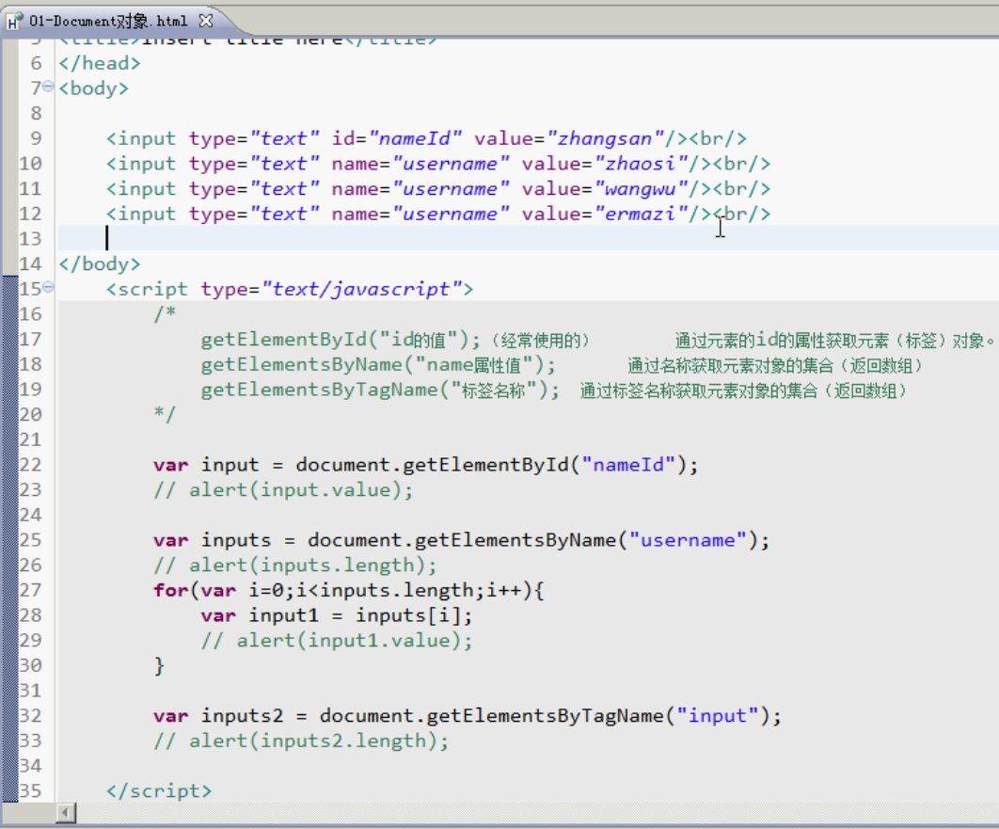 01-Document对象.html
5 <title>Insert title here</title>
6 </head>
7 <body>
8
9 <input type="text" id="nameId" value="zhangsan"/><br/>
10 <input type="text" name="username" value="zhaosi"/><br/>
11 <input type="text" name="username" value="wangwu"/><br/>
12 <input type="text" name="username" value="ermazi"/><br/>
13
14 </body>
15 <script type="text/javascript">
16 /*
17 getElementById("id的值"); (经常使用的) 通过元素的id的属性获取元素（标签）对象。
18 getElementsByName("name属性值"); 通过名称获取元素对象的集合（返回数组）
19 getElementsByTagName("标签名称"); 通过标签名称获取元素对象的集合（返回数组）
20 */
21
22 var input = document.getElementById("nameId");
23 // alert(input.value);
24
25 var inputs = document.getElementsByName("username");
26 // alert(inputs.length);
27 for(var i=0;i<inputs.length;i++){
28 var input1 = inputs[i];
29 // alert(input1.value);
30 }
31
32 var inputs2 = document.getElementsByTagName("input");
33 // alert(inputs2.length);
34
35 </script>